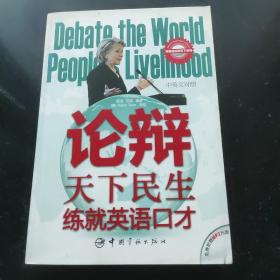 Debate the World
People's Livelihood
中英文对照
论辩
天下民生
练就英语口才
中国宇航出版社